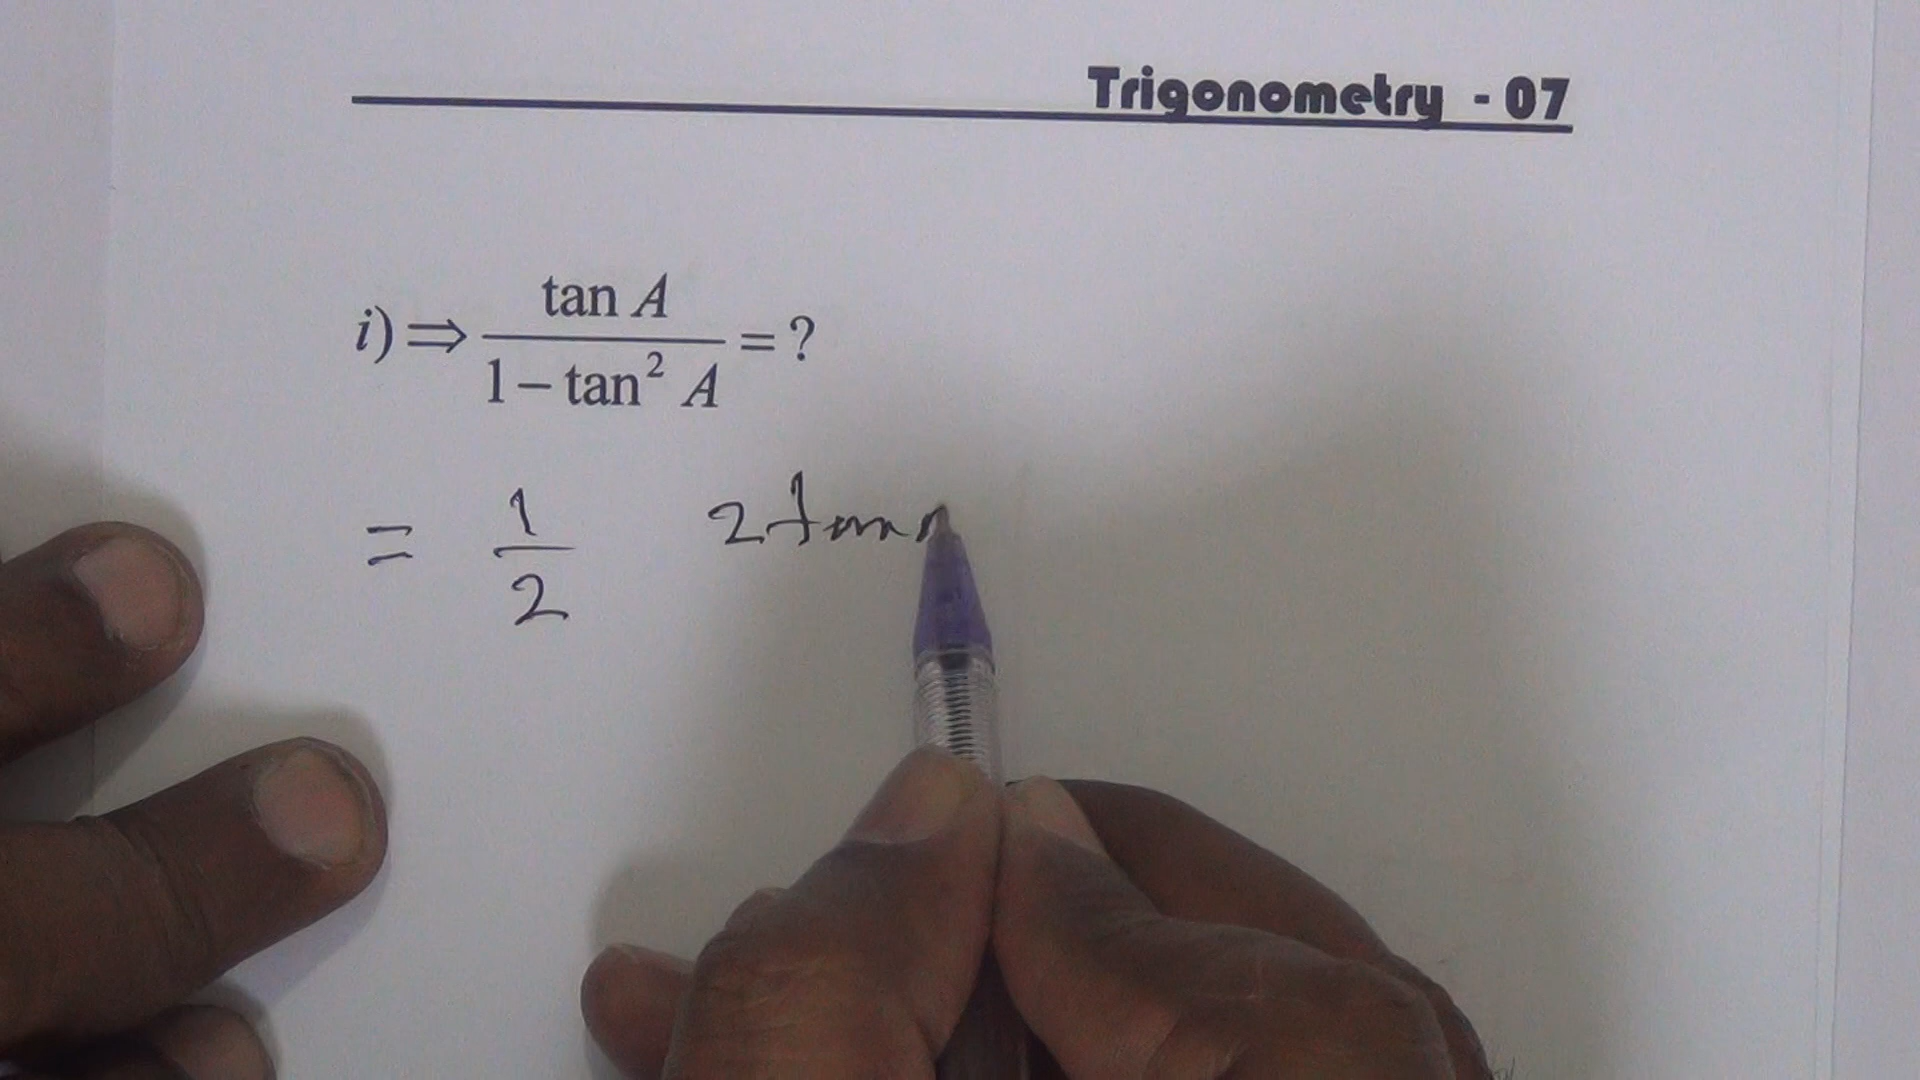 Trigonometry - 07
i) ⇒ tan A / (1 - tan² A) = ?
= 1/2 2 tan